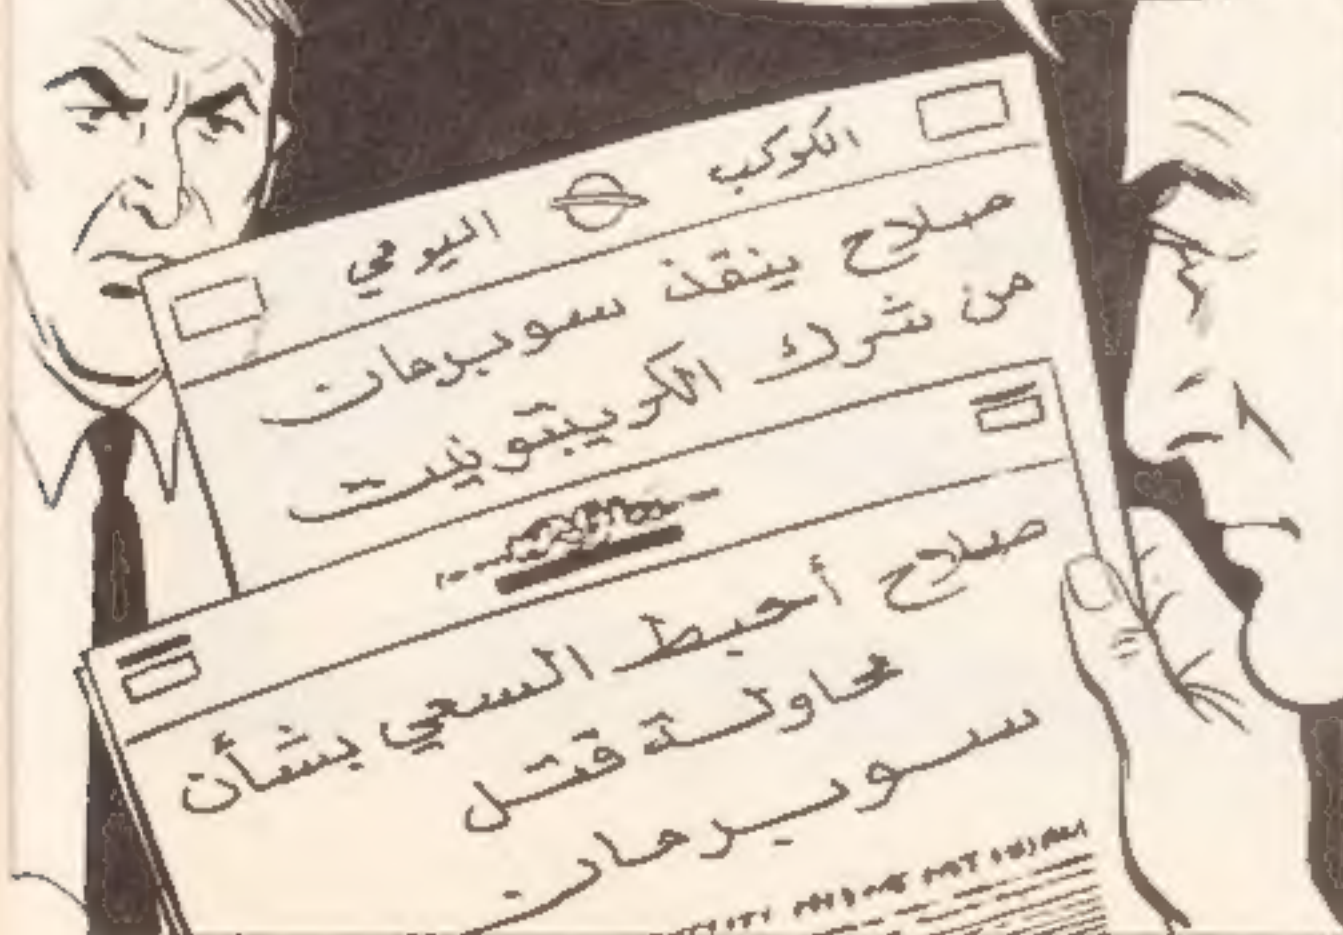 الكوكب اليومي
صلاح ينقذ سوبرمان
من شرك الكريبتونيت
صلاح أحبط السعي بشأن
محاولة قتل
سوبرمان